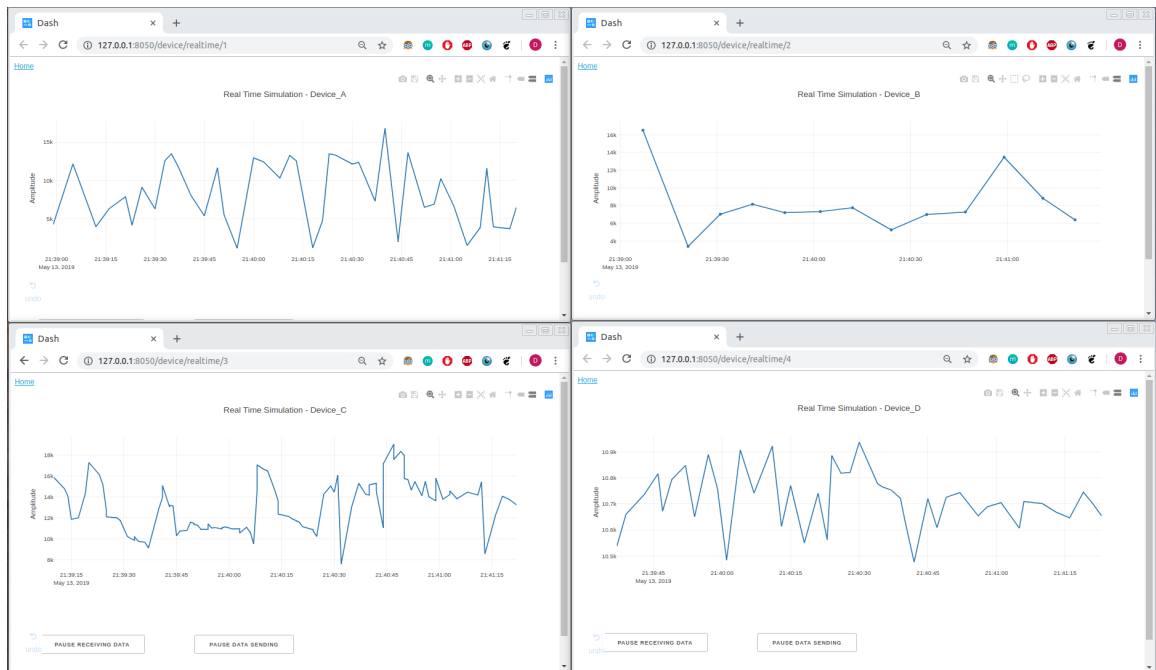 Dash × +
127.0.0.1:8050/device/realtime/1
Home
Real Time Simulation - Device_A
Amplitude
15k
10k
5k
21:39:00 21:39:15 21:39:30 21:39:45 21:40:00 21:40:15 21:40:30 21:40:45 21:41:00 21:41:15
May 13, 2019
undo
Dash × +
127.0.0.1:8050/device/realtime/2
Home
Real Time Simulation - Device_B
Amplitude
16k
14k
12k
10k
8k
6k
4k
21:39:00 21:39:30 21:40:00 21:40:30 21:41:00
May 13, 2019
undo
Dash × +
127.0.0.1:8050/device/realtime/3
m ABP D
Home
Real Time Simulation - Device_C
Amplitude
18k
16k
14k
12k
10k
8k
21:39:15 21:39:30 21:39:45 21:40:00 21:40:15 21:40:30 21:40:45 21:41:00 21:41:15
May 13, 2019
undo
PAUSE RECEIVING DATA PAUSE DATA SENDING
Dash × +
127.0.0.1:8050/device/realtime/4
m ABP D
Home
Real Time Simulation - Device_D
Amplitude
10.9k
10.8k
10.7k
10.6k
10.5k
21:39:45 21:40:00 21:40:15 21:40:30 21:40:45 21:41:00 21:41:15
May 13, 2019
undo
PAUSE RECEIVING DATA PAUSE DATA SENDING